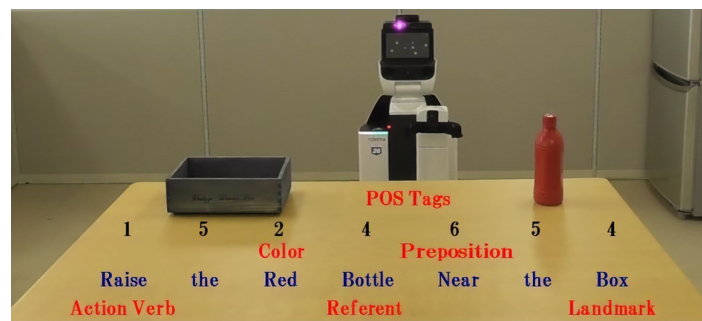 POS Tags
1 5 2 4 6 5 4
Color Preposition
Raise the Red Bottle Near the Box
Action Verb Referent Landmark